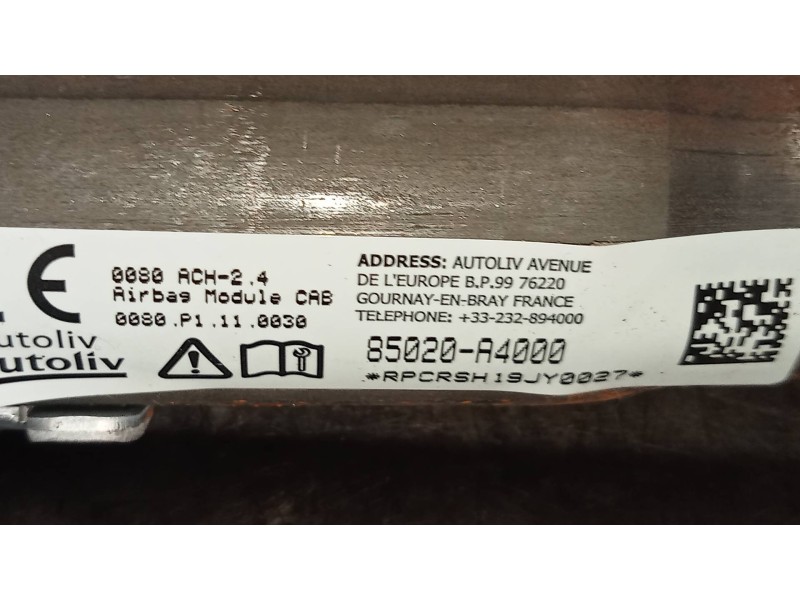 CE
0080 ACH-2.4
Airbag Module CAB
0080.P1.11.0030
autoliv
autoliv
ADDRESS: AUTOLIV AVENUE
DE L'EUROPE B.P.99 76220
GOURNAY-EN-BRAY FRANCE
TELEPHONE: +33-232-894000
85020-A4000
*RPCRSH19JY0027*